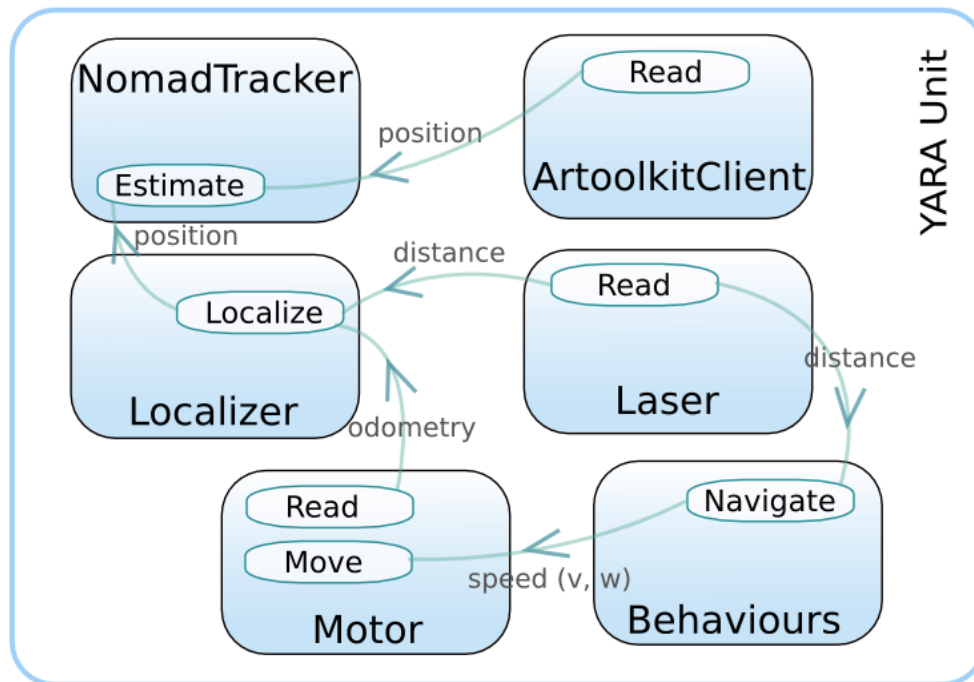 NomadTracker
Estimate
position
Read
ArtoolkitClient
YARA Unit
position
Localize
Localizer
distance
Read
Laser
distance
odometry
Read
Move
Motor
speed (v, w)
Navigate
Behaviours